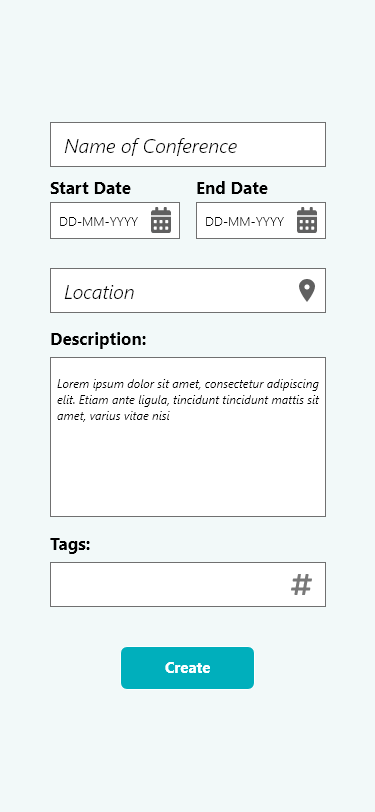 Name of Conference
Start Date
End Date
DD-MM-YYYY
DD-MM-YYYY
Location
Description:
Lorem ipsum dolor sit amet, consectetur adipiscing
elit. Etiam ante ligula, tincidunt tincidunt mattis sit
amet, varius vitae nisi
Tags:
#
Create